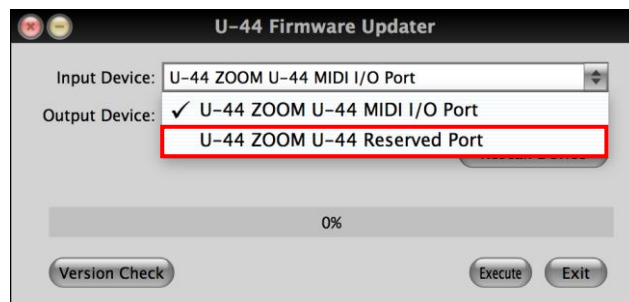 U-44 Firmware Updater
Input Device: U-44 ZOOM U-44 MIDI I/O Port
Output Device: ✓ U-44 ZOOM U-44 MIDI I/O Port
U-44 ZOOM U-44 Reserved Port
0%
Version Check Execute Exit